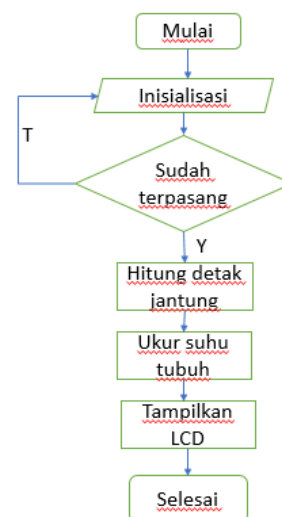 Mulai
Inisialisasi
T
Sudah
terpasang
Y
Hitung detak
jantung
Ukur suhu
tubuh
Tampilkan
LCD
Selesai